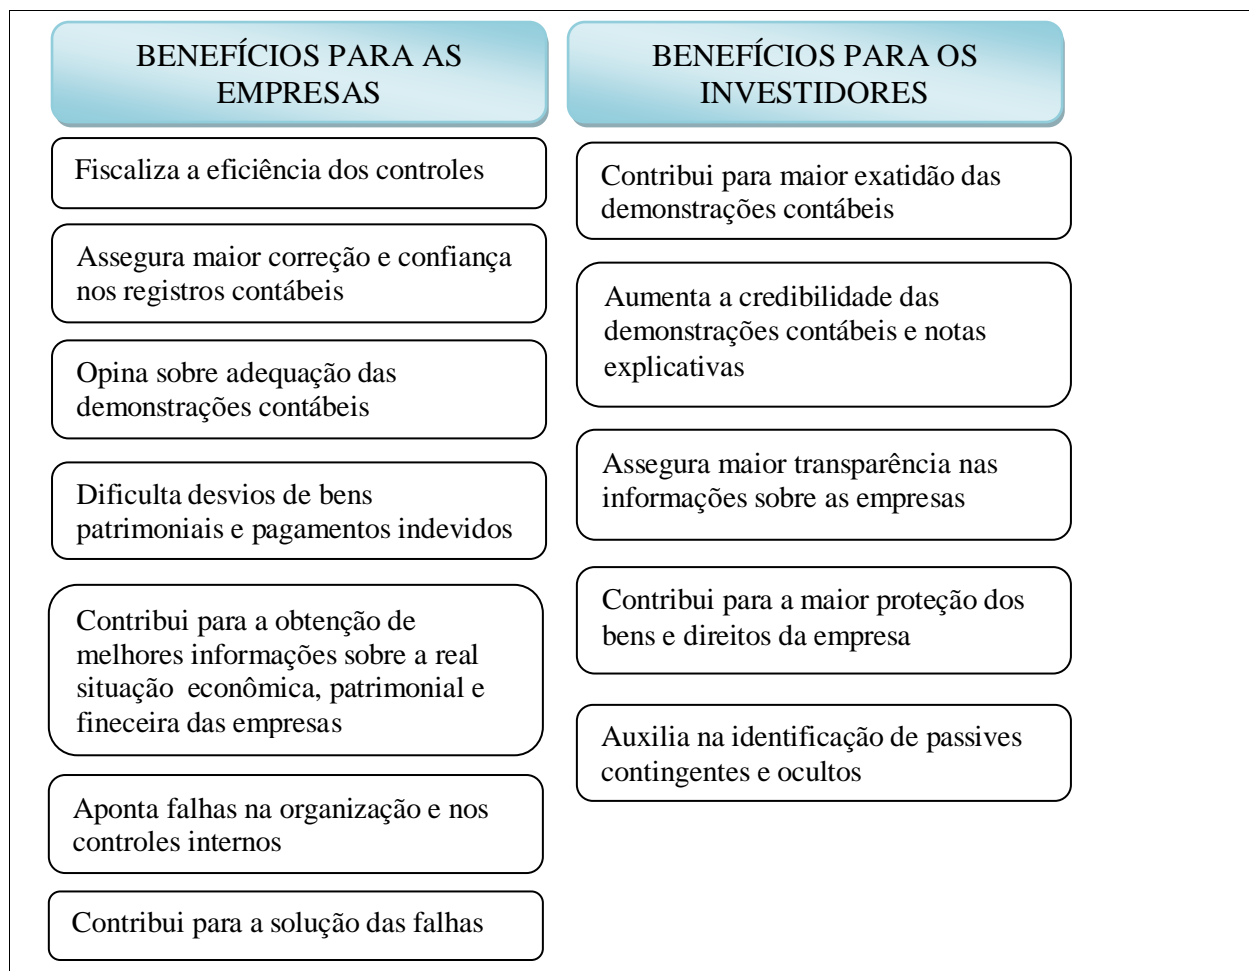 BENEFÍCIOS PARA AS
EMPRESAS
Fiscaliza a eficiência dos controles
Assegura maior correção e confiança
nos registros contábeis
Opina sobre adequação das
demonstrações contábeis
Dificulta desvios de bens
patrimoniais e pagamentos indevidos
Contribui para a obtenção de
melhores informações sobre a real
situação econômica, patrimonial e
fineceira das empresas
Aponta falhas na organização e nos
controles internos
Contribui para a solução das falhas
BENEFÍCIOS PARA OS
INVESTIDORES
Contribui para maior exatidão das
demonstrações contábeis
Aumenta a credibilidade das
demonstrações contábeis e notas
explicativas
Assegura maior transparência nas
informações sobre as empresas
Contribui para a maior proteção dos
bens e direitos da empresa
Auxilia na identificação de passives
contingentes e ocultos